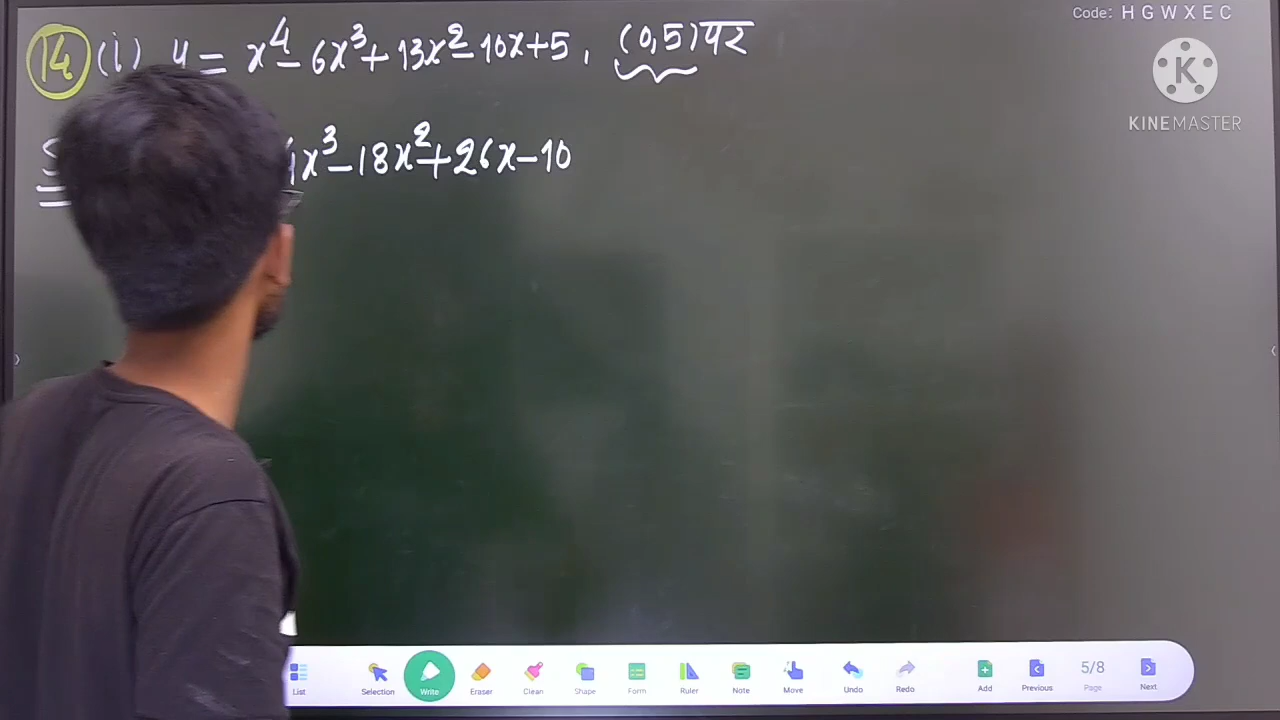 Code: HGWXEC
14 (i) y = x⁴ - 6x³ + 13x² - 10x + 5, (0,5) पर
KINEMASTER
x³ - 18x² + 26x - 10
List Selection Write Eraser Clean Shape Form Ruler Note Move Undo Redo Add Previous 5/8 Page Next